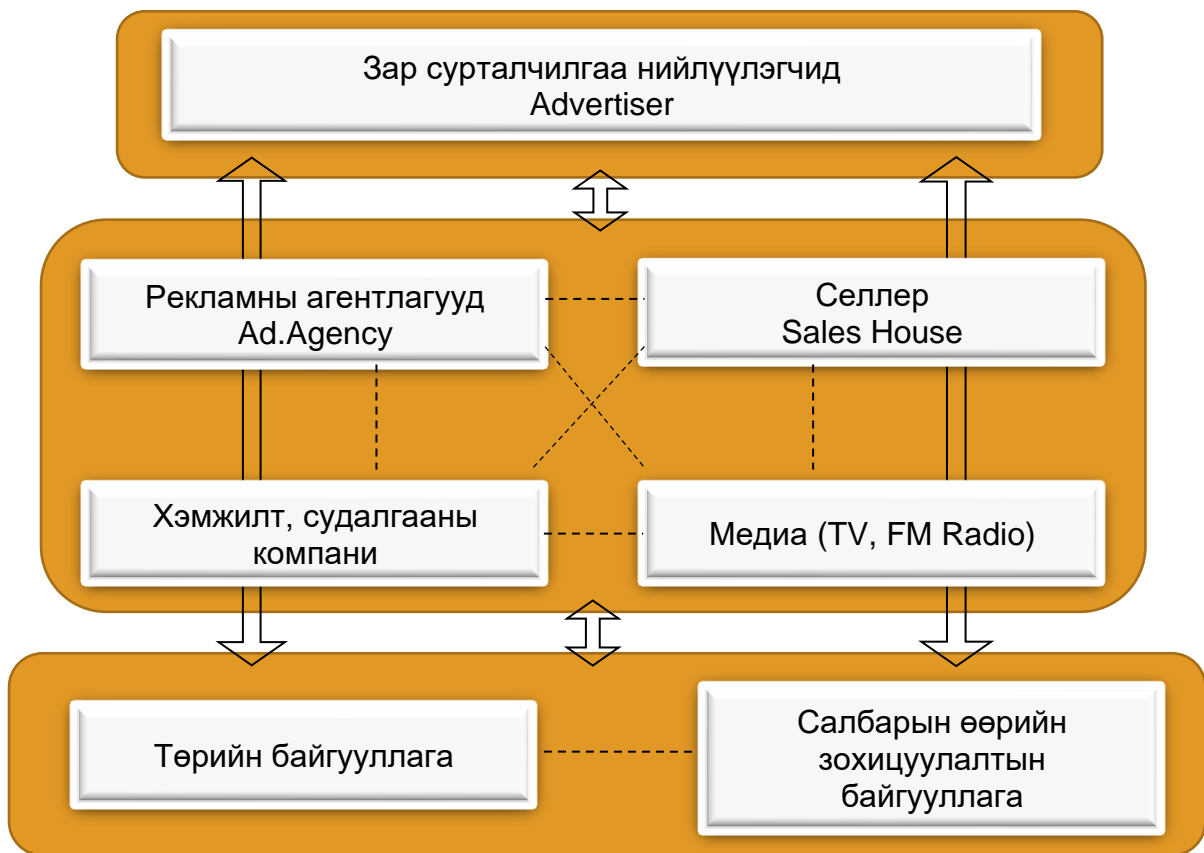 Зар сурталчилгаа нийлүүлэгчид
Advertiser
Рекламны агентлагууд
Ad.Agency
Селлер
Sales House
Хэмжилт, судалгааны
компани
Медиа (TV, FM Radio)
Төрийн байгууллага
Салбарын өөрийн
зохицуулалтын
байгууллага